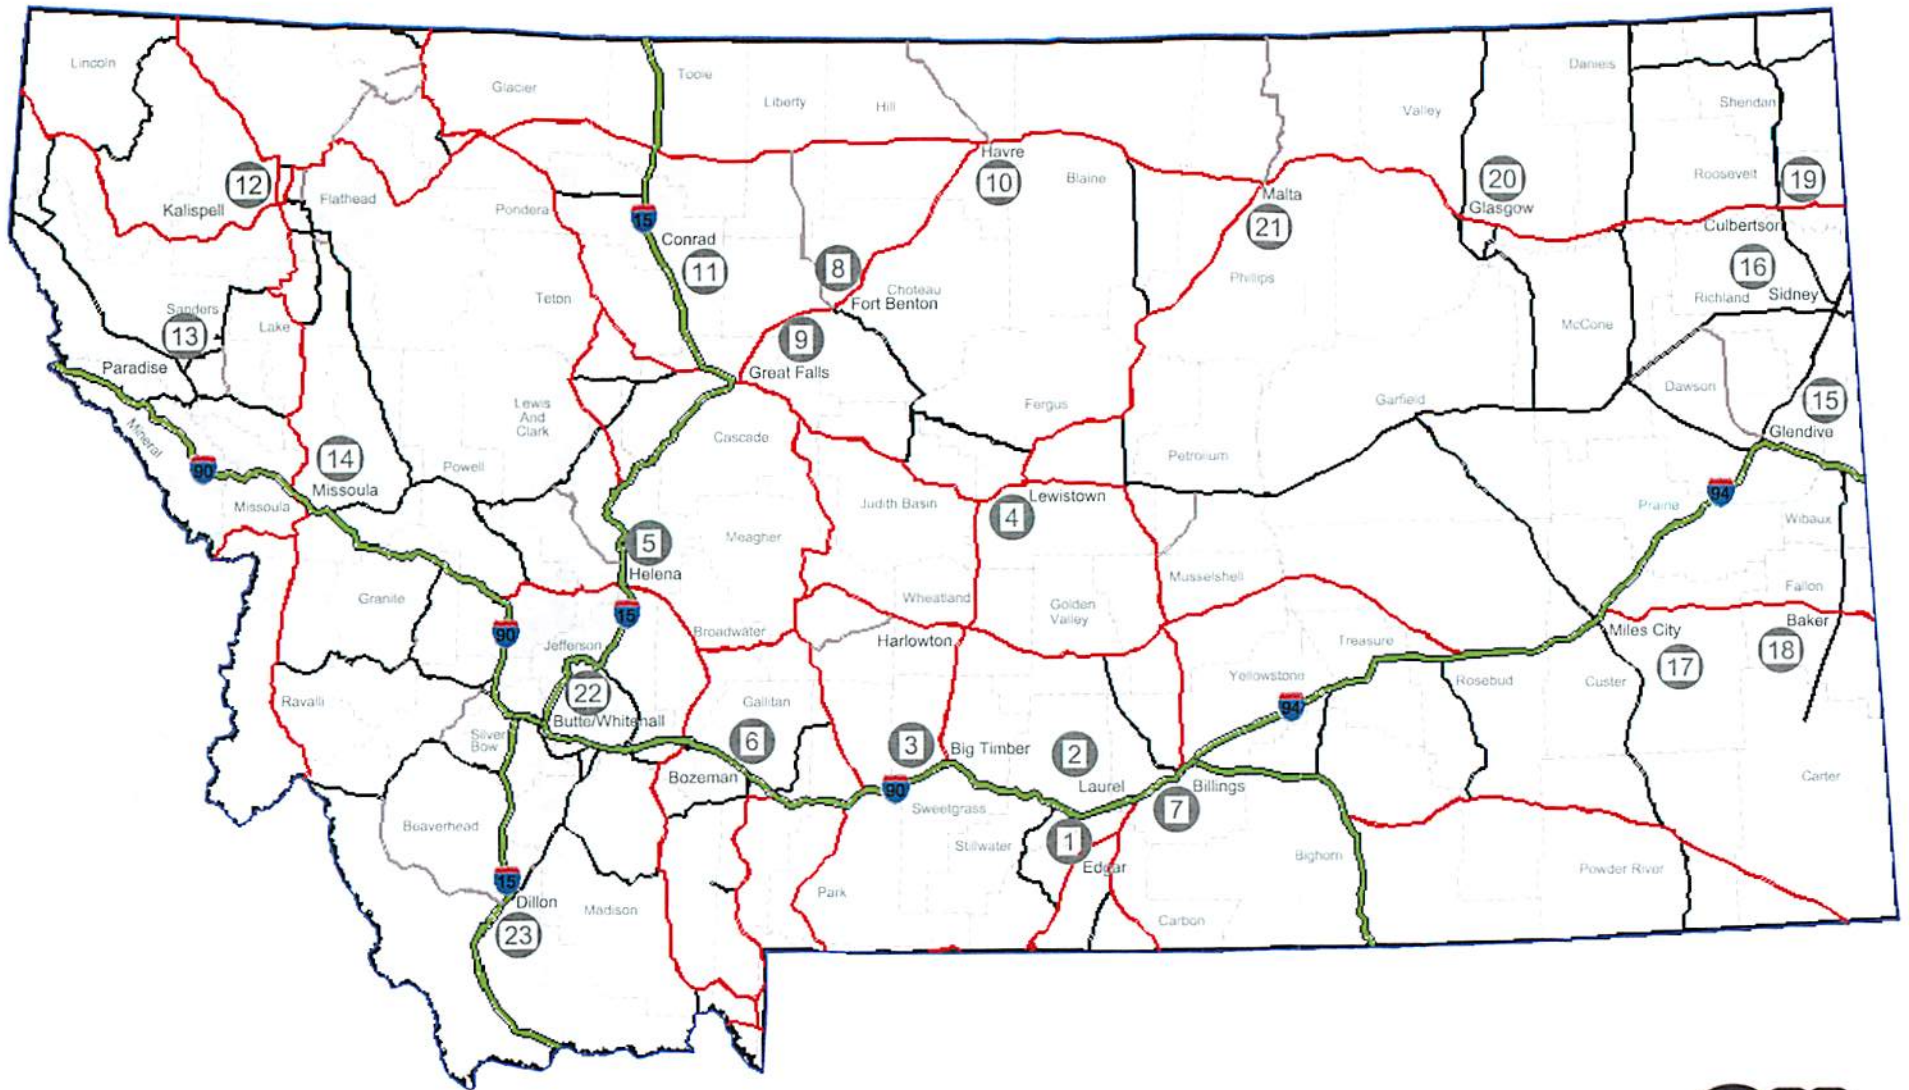 Lincoln
Glacier
Toole
Liberty
Hill
Valley
Daniels
Sheridan
12
Kalispell
Flathead
Pondera
15
Conrad
11
Havre
10
Blaine
Malta
21
20
Glasgow
Roosevelt
19
Culbertson
16
Richland
Sidney
Phillips
8
Choteau
Fort Benton
Teton
Sanders
13
Lake
Paradise
9
Great Falls
McCone
Dawson
15
Glendive
Lewis
And
Clark
Cascade
Fergus
Garfield
Mineral
90
14
Missoula
Missoula
Powell
Petrolium
Judith Basin
Lewistown
4
94
Prairie
Wibaux
5
Helena
Meagher
Musselshell
Fallon
Granite
15
90
Jefferson
Broadwater
Wheatland
Golden
Valley
Harlowton
Treasure
Miles City
17
Baker
18
Ravalli
22
Butte/Whitehall
Silver
Bow
Gallitan
6
Bozeman
3
Big Timber
2
Laurel
Yellowstone
94
Rosebud
Custer
90
Sweetgrass
Billings
7
Carter
Beaverhead
Stillwater
1
Edgar
Bighorn
Powder River
15
Dillon
23
Madison
Park
Carbon